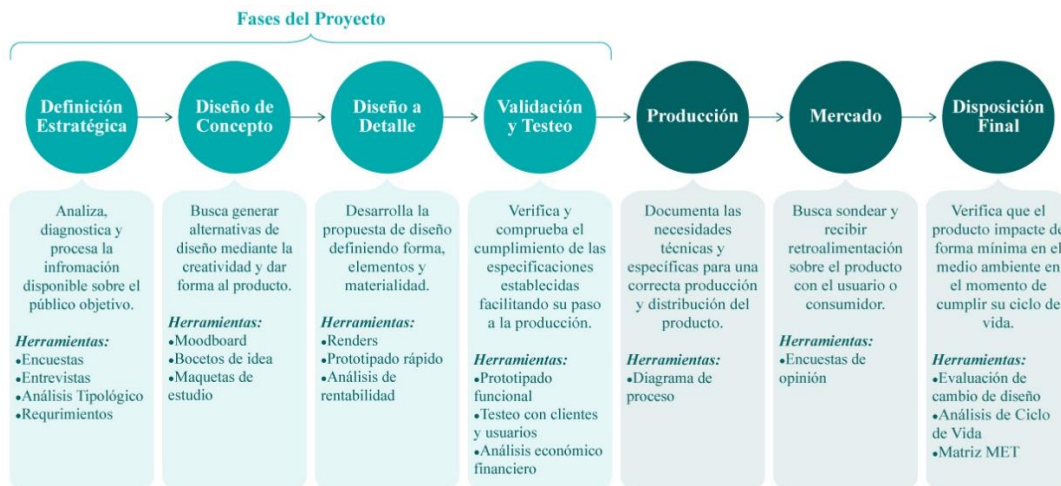 Fases del Proyecto
Definición
Estratégica
Diseño de
Concepto
Diseño a
Detalle
Validación
y Testeo
Producción
Mercado
Disposición
Final
Analiza,
diagnostica y
procesa la
infromación
disponible sobre el
público objetivo.
Herramientas:
•Encuestas
•Entrevistas
•Análisis Tipológico
•Requrimientos
Busca generar
alternativas de
diseño mediante la
creatividad y dar
forma al producto.
Herramientas:
•Moodboard
•Bocetos de idea
•Maquetas de
estudio
Desarrolla la
propuesta de diseño
definiendo forma,
elementos y
materialidad.
Herramientas:
•Renders
•Prototipado rápido
•Análisis de
rentabilidad
Verifica y
comprueba el
cumplimiento de las
especificaciones
establecidas
facilitando su paso
a la producción.
Herramientas:
•Prototipado
funcional
•Testeo con clientes
y usuarios
•Análisis económico
financiero
Documenta las
necesidades
técnicas y
específicas para una
correcta producción
y distribución del
producto.
Herramientas:
•Diagrama de
proceso
Busca sondear y
recibir
retroalimentación
sobre el producto
con el usuario o
consumidor.
Herramientas:
•Encuestas de
opinión
Verifica que el
producto impacte de
forma mínima en el
medio ambiente en
el momento de
cumplir su ciclo de
vida.
Herramientas:
•Evaluación de
cambio de diseño
•Análisis de Ciclo
de Vida
•Matriz MET